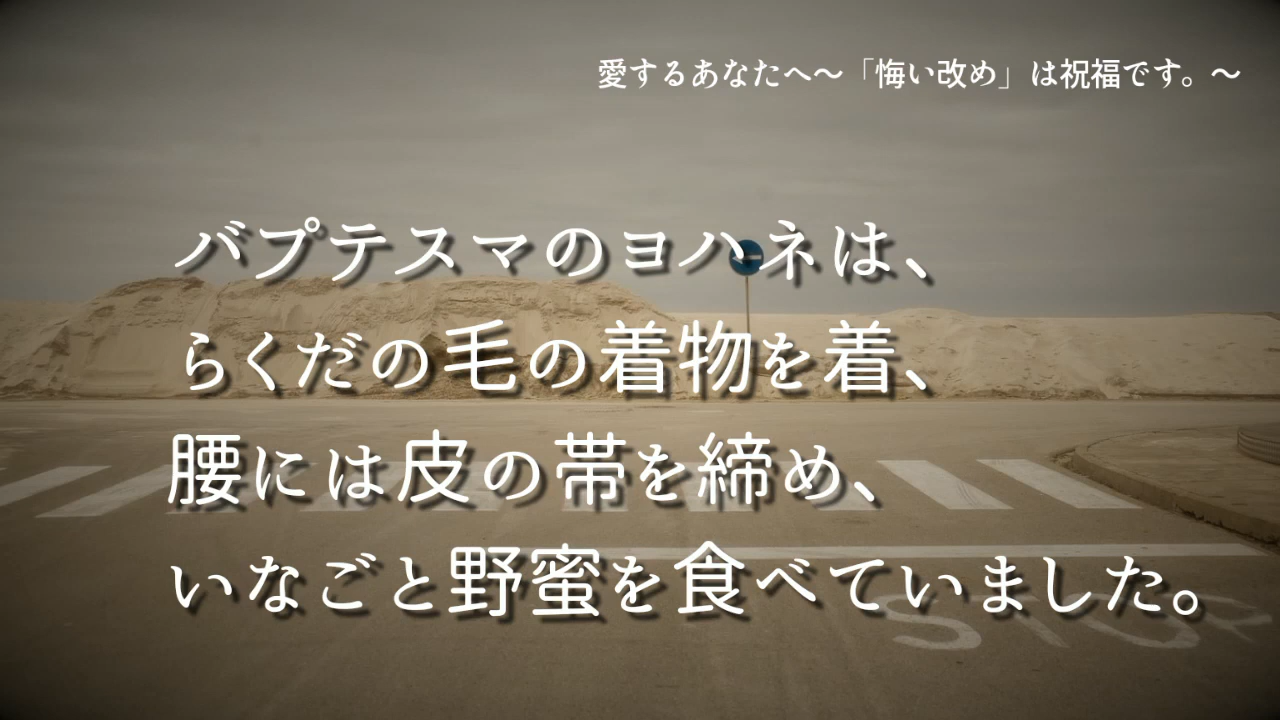 愛するあなたへ～「悔い改め」は祝福です。～
バプテスマのヨハネは、
らくだの毛の着物を着、
腰には皮の帯を締め、
いなごと野蜜を食べていました。
STOP